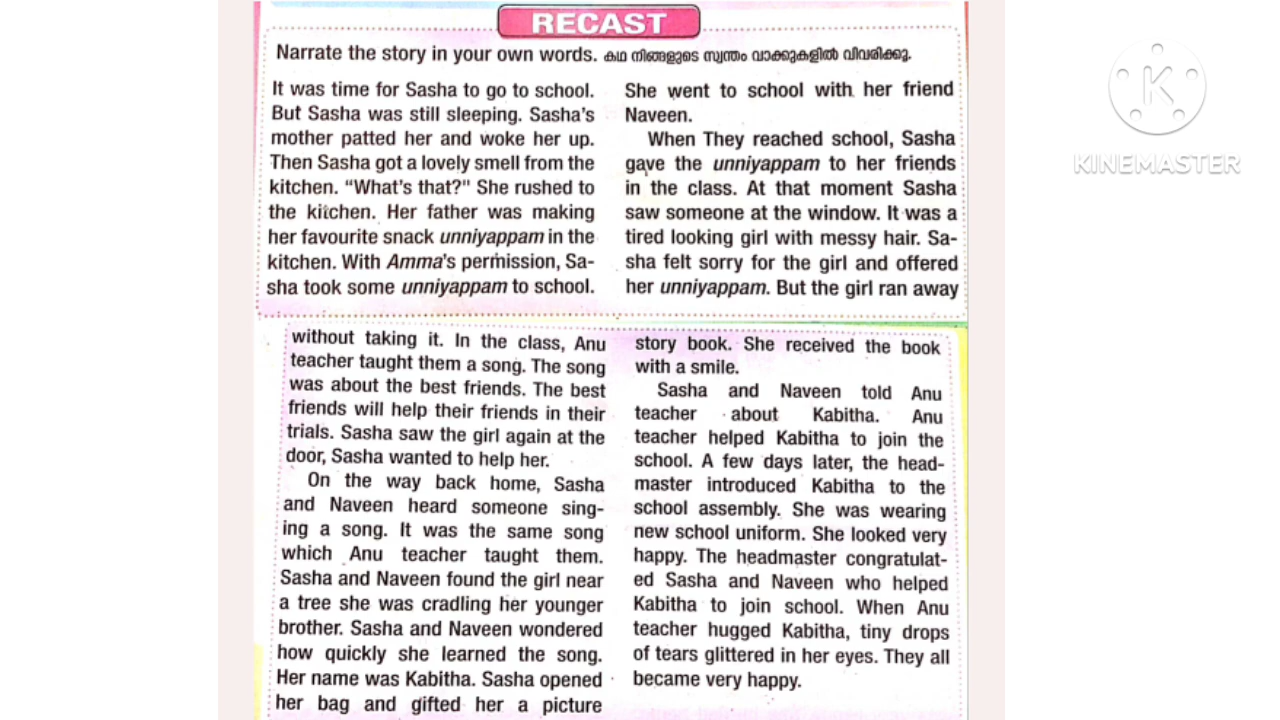 RECAST
Narrate the story in your own words. കഥ നിങ്ങളുടെ സ്വന്തം വാക്കുകളിൽ വിവരിക്കൂ.
It was time for Sasha to go to school.
But Sasha was still sleeping. Sasha's
mother patted her and woke her up.
Then Sasha got a lovely smell from the
kitchen. "What's that?" She rushed to
the kitchen. Her father was making
her favourite snack unniyappam in the
kitchen. With Amma's permission, Sa-
sha took some unniyappam to school.
She went to school with her friend
Naveen.
When They reached school, Sasha
gave the unniyappam to her friends
in the class. At that moment Sasha
saw someone at the window. It was a
tired looking girl with messy hair. Sa-
sha felt sorry for the girl and offered
her unniyappam. But the girl ran away
without taking it. In the class, Anu
teacher taught them a song. The song
was about the best friends. The best
friends will help their friends in their
trials. Sasha saw the girl again at the
door, Sasha wanted to help her.
On the way back home, Sasha
and Naveen heard someone sing-
ing a song. It was the same song
which Anu teacher taught them.
Sasha and Naveen found the girl near
a tree she was cradling her younger
brother. Sasha and Naveen wondered
how quickly she learned the song.
Her name was Kabitha. Sasha opened
her bag and gifted her a picture
story book. She received the book
with a smile.
Sasha and Naveen told Anu
teacher about Kabitha. Anu
teacher helped Kabitha to join the
school. A few days later, the head-
master introduced Kabitha to the
school assembly. She was wearing
new school uniform. She looked very
happy. The headmaster congratulat-
ed Sasha and Naveen who helped
Kabitha to join school. When Anu
teacher hugged Kabitha, tiny drops
of tears glittered in her eyes. They all
became very happy.
K
KINEMASTER